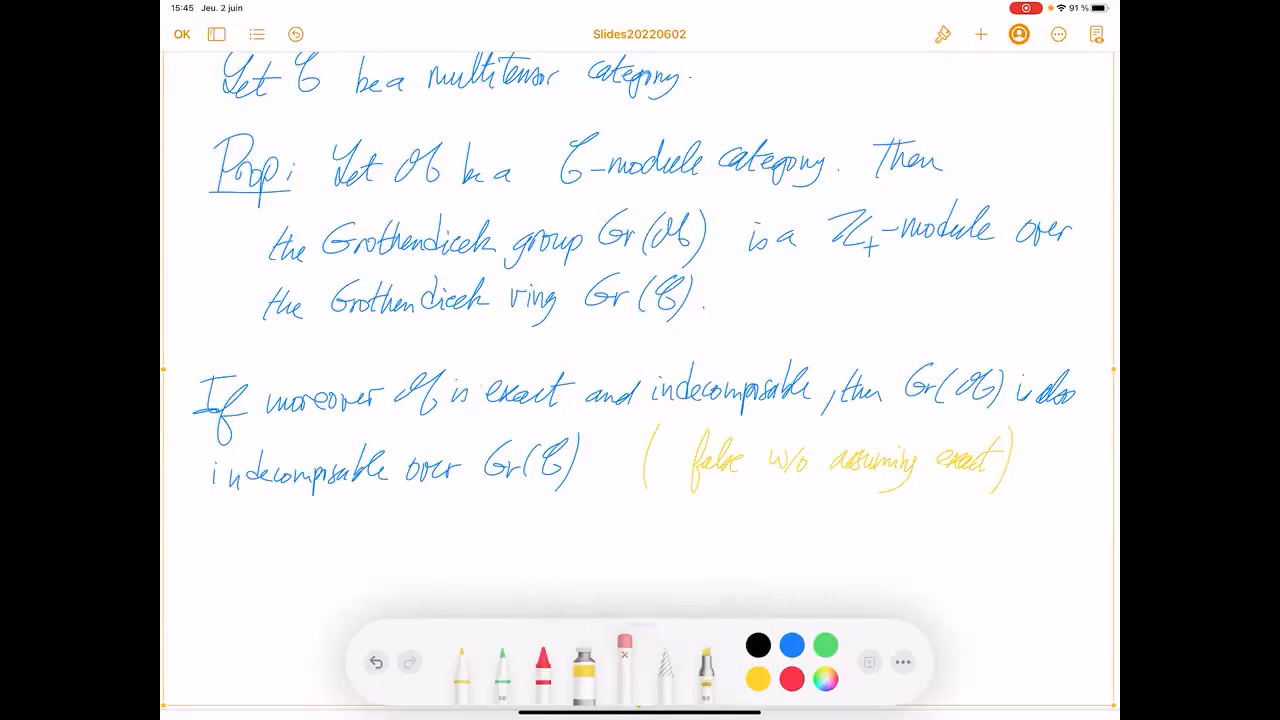 15:45 Jeu. 2 juin
91 %
OK
Slides20220602
Let C be a multitensor category.
Prop: Let M be a C-module category. Then
the Grothendieck group Gr(M) is a ℤ₊-module over
the Grothendieck ring Gr(C).
If moreover M is exact and indecomposable, then Gr(M) is also
indecomposable over Gr(C) (false w/o assuming exact)